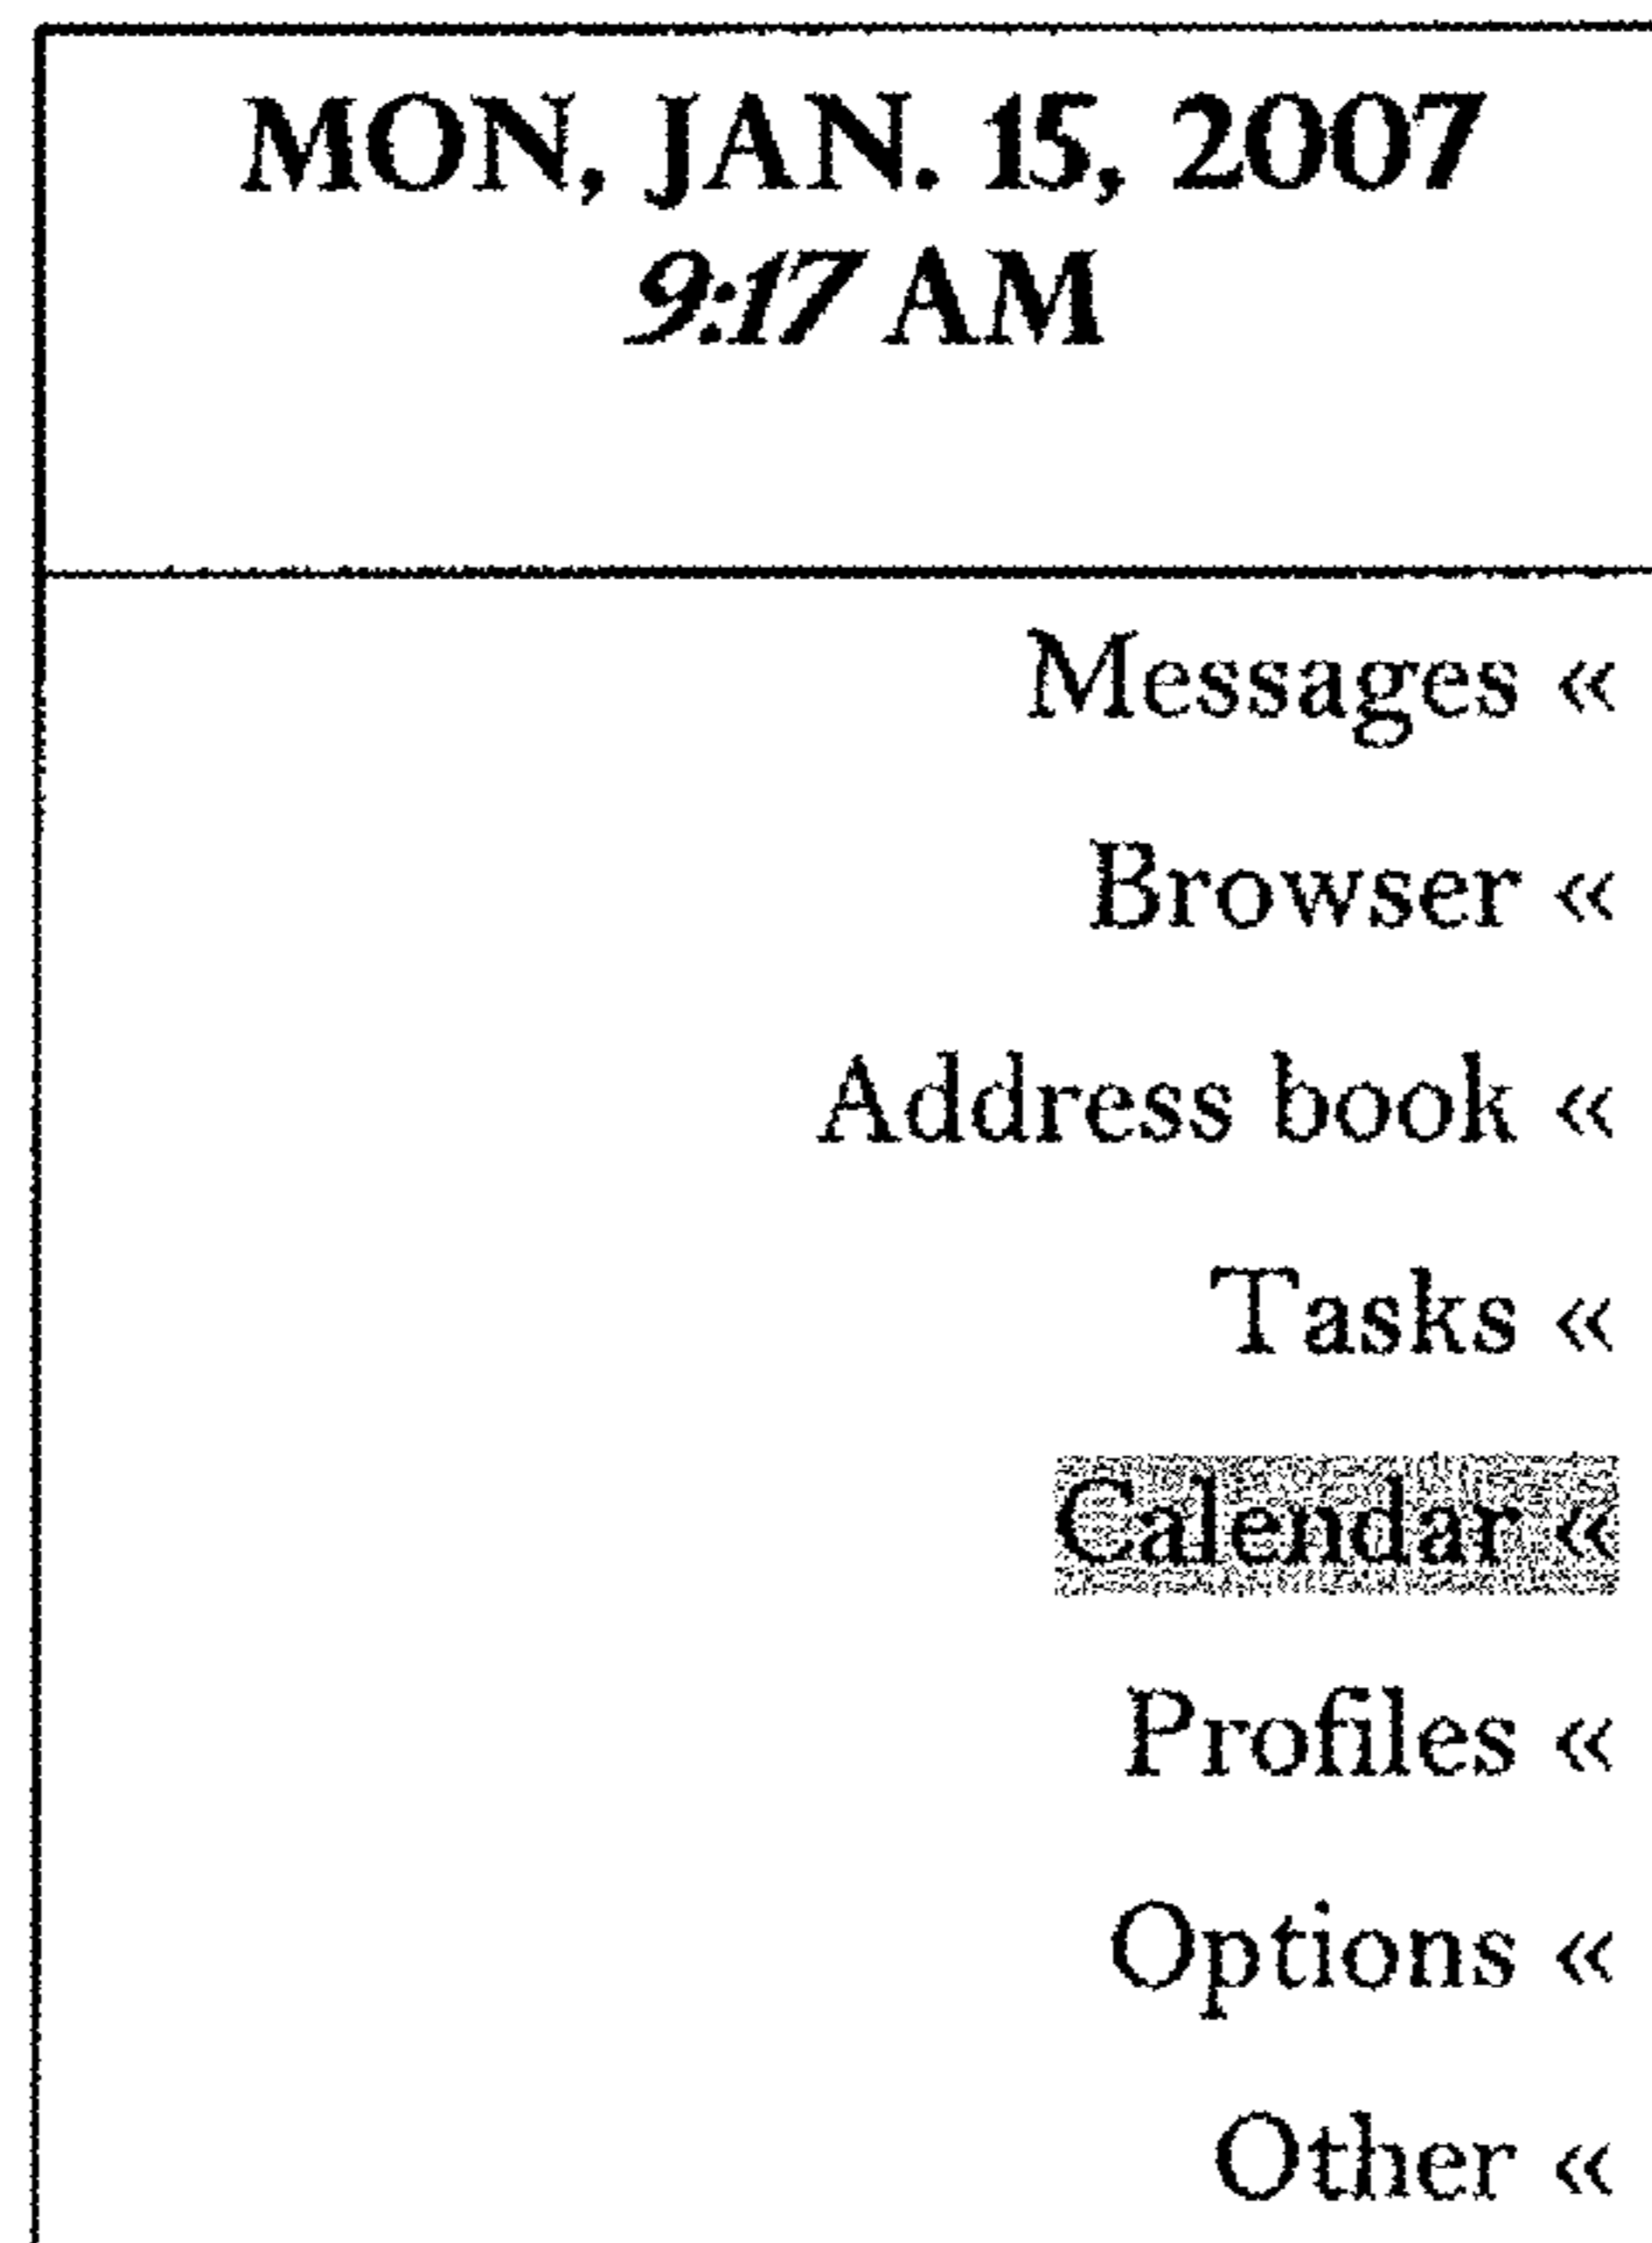 MON, JAN. 15, 2007
9:17 AM
Messages «
Browser «
Address book «
Tasks «
Calendar «
Profiles «
Options «
Other «